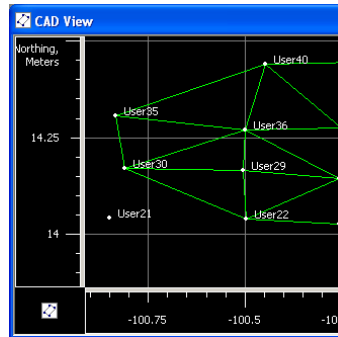 CAD View
Northing,
Meters
User40
User35
User36
14.25
User30
User29
User21
User22
14
-100.75
-100.5